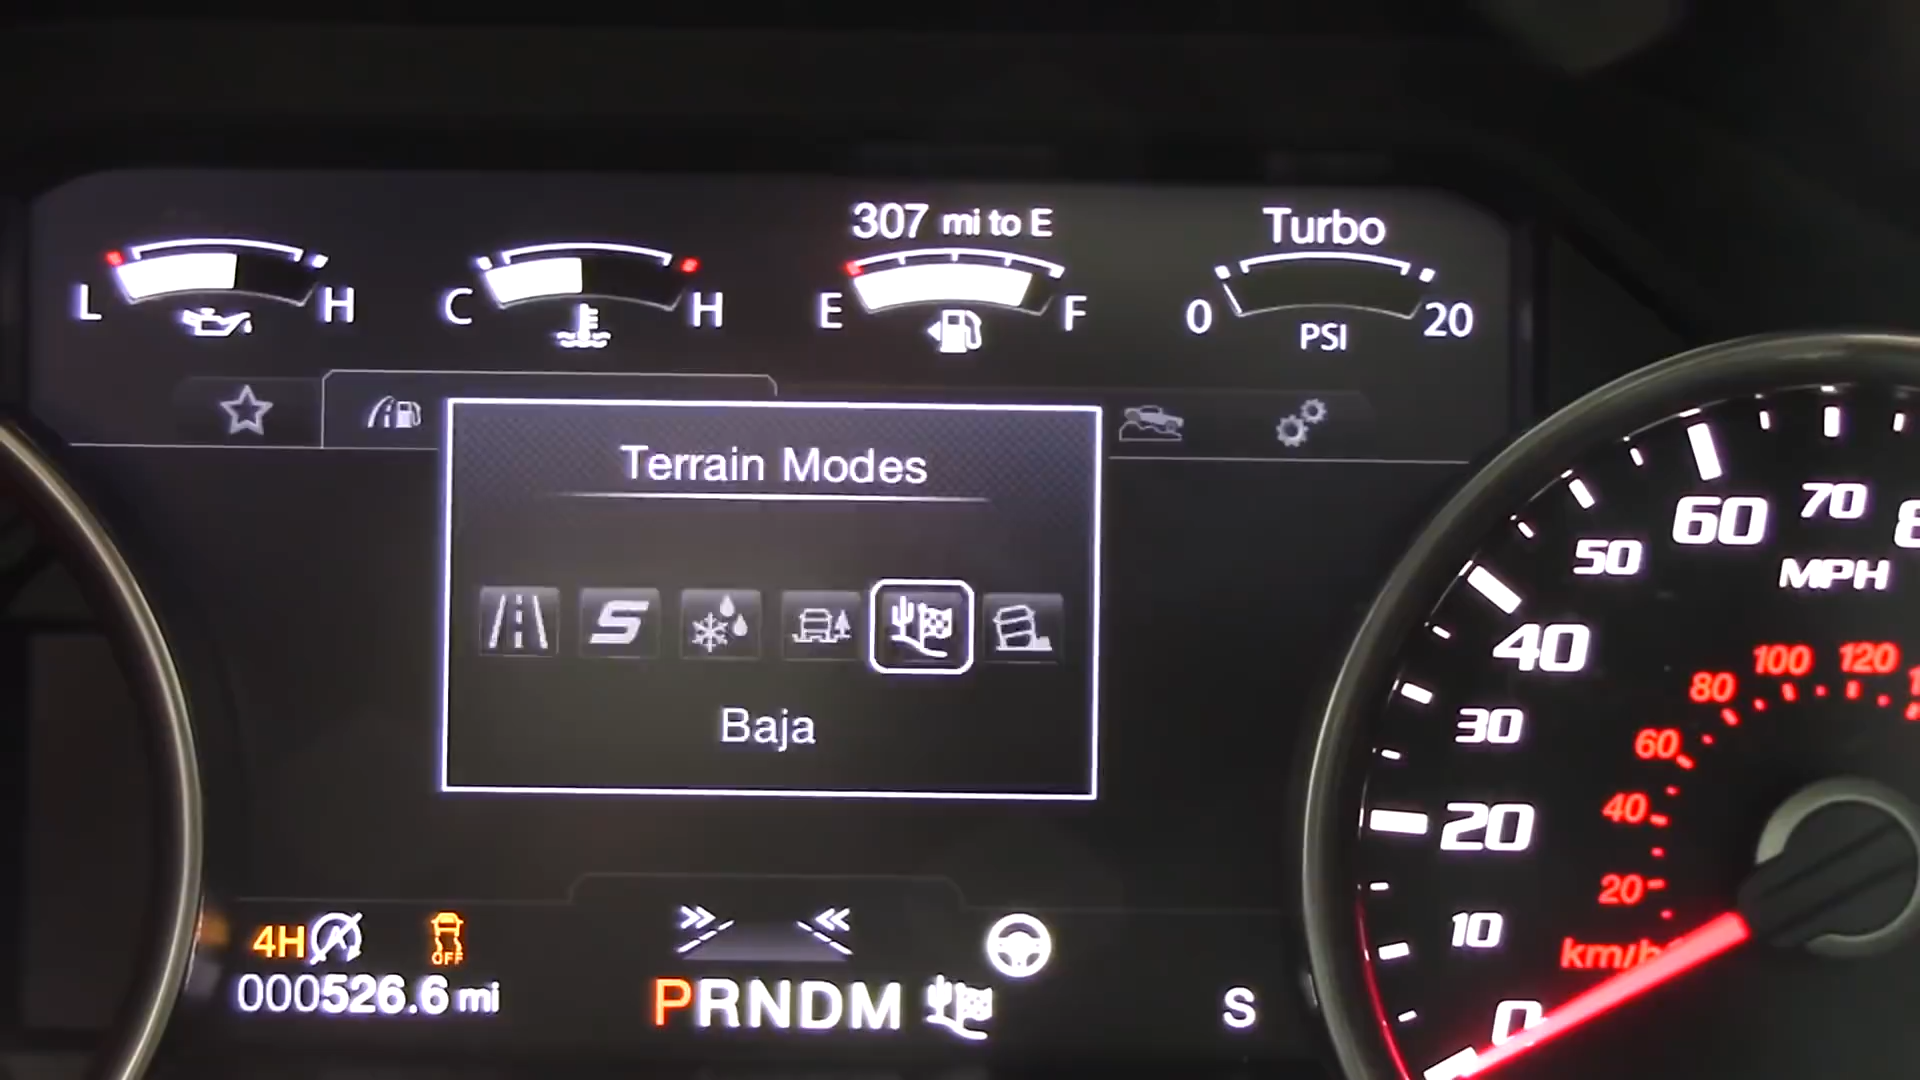 307 mi to E
Turbo
L H
C H
E F
0 20
PSI
Terrain Modes
S
Baja
4H
OFF
000526.6 mi
PRNDM
S
0
10
20
30
40
50
60
70
MPH
20
40
60
80
100
120
km/h